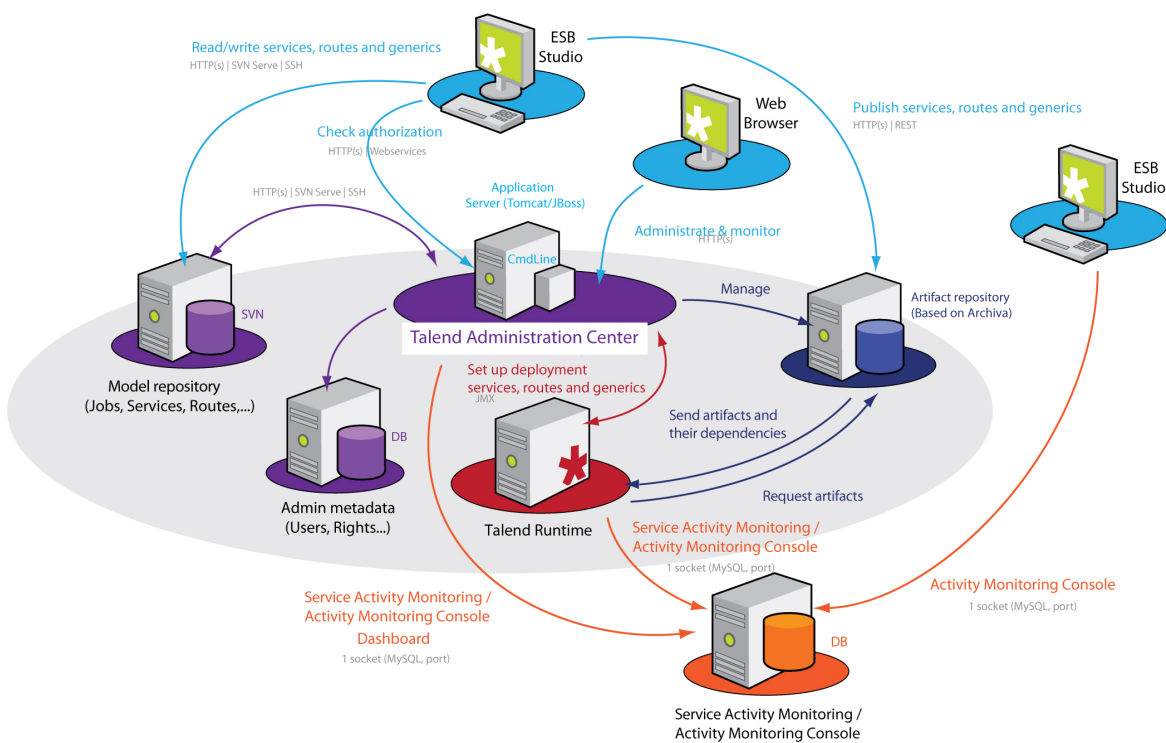 ESB
Studio
Read/write services, routes and generics
HTTP(s) | SVN Serve | SSH
Web
Browser
Publish services, routes and generics
HTTP(s) | REST
Check authorization
HTTP(s) | Webservices
ESB
Studio
HTTP(s) | SVN Serve | SSH
Application
Server (Tomcat/JBoss)
Administrate & monitor
HTTP(s)
CmdLine
Manage
Artifact repository
(Based on Archiva)
SVN
Talend Administration Center
Model repository
(Jobs, Services, Routes,...)
Set up deployment
services, routes and generics
JMX
Send artifacts and
their dependencies
DB
Request artifacts
Admin metadata
(Users, Rights...)
Talend Runtime
Service Activity Monitoring /
Activity Monitoring Console
1 socket (MySQL, port)
Activity Monitoring Console
1 socket (MySQL, port)
Service Activity Monitoring /
Activity Monitoring Console
Dashboard
1 socket (MySQL, port)
DB
Service Activity Monitoring /
Activity Monitoring Console